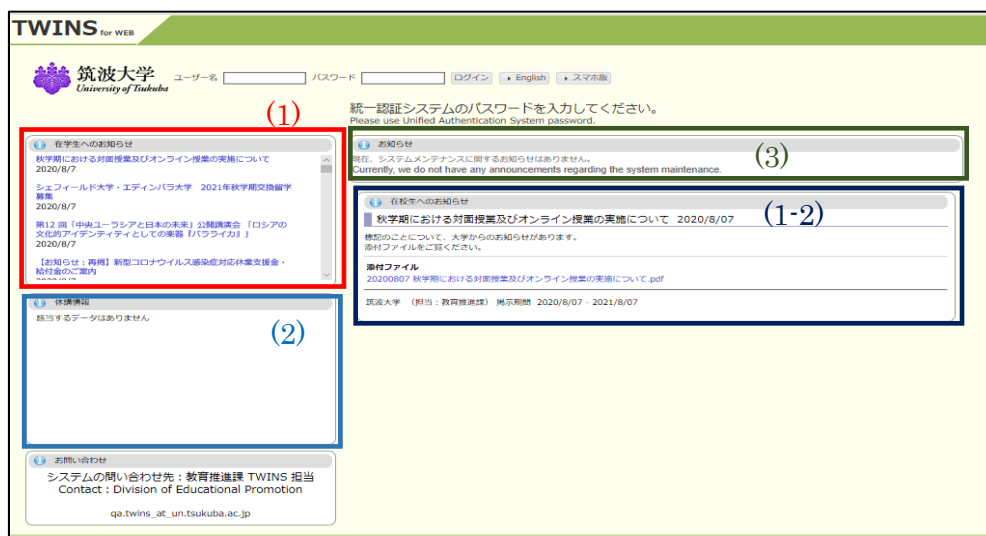 TWINS for WEB
筑波大学
University of Tsukuba
ユーザー名
パスワード
ログイン
English
スマホ版
統一認証システムのパスワードを入力してください。
Please use Unified Authentication System password.
(1)
在学生へのお知らせ
秋学期における対面授業及びオンライン授業の実施について
2020/8/7
シェフィールド大学・エディンバラ大学 2021年秋学期交換留学
募集
2020/8/7
第12 回「中央ユーラシアと日本の未来」公開講演会 「ロシアの
文化的アイデンティティとしての楽器『バラライカ』」
2020/8/7
【お知らせ：再掲】新型コロナウイルス感染症対応休業支援金・
給付金のご案内
(2)
休講情報
該当するデータはありません
お問い合わせ
システムの問い合わせ先：教育推進課 TWINS 担当
Contact : Division of Educational Promotion
qa.twins_at_un.tsukuba.ac.jp
(3)
お知らせ
現在、システムメンテナンスに関するお知らせはありません。
Currently, we do not have any announcements regarding the system maintenance.
(1-2)
在校生へのお知らせ
秋学期における対面授業及びオンライン授業の実施について 2020/8/07
標記のことについて、大学からのお知らせがあります。
添付ファイルをご覧ください。
添付ファイル
20200807 秋学期における対面授業及びオンライン授業の実施について.pdf
筑波大学 （担当：教育推進課） 掲示期間 2020/8/07 - 2021/8/07